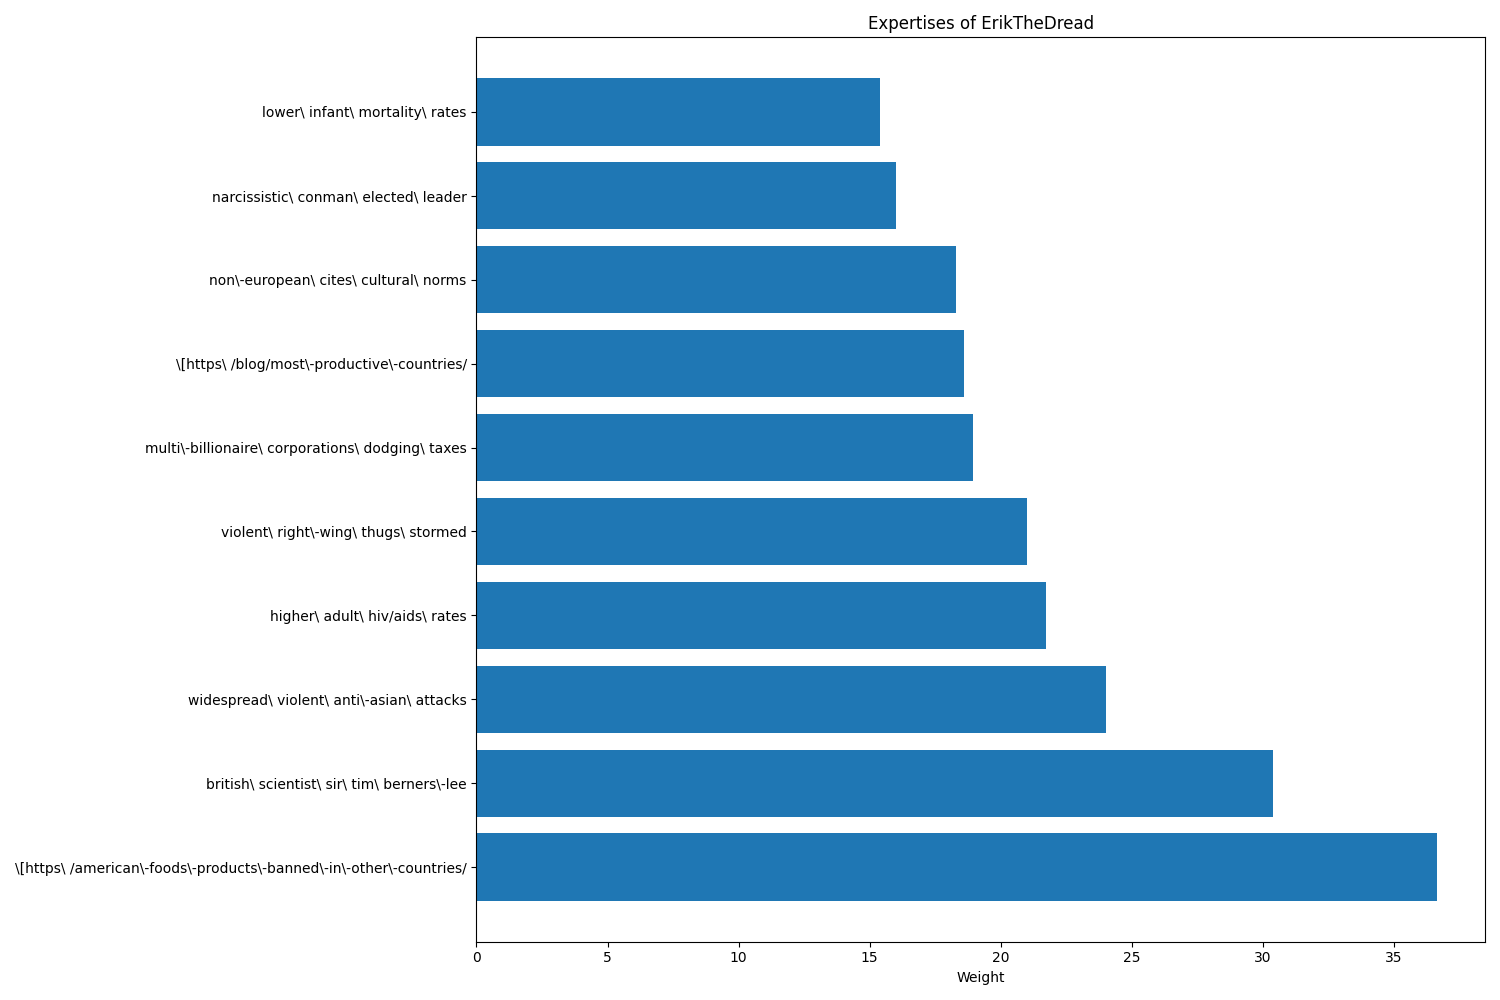 Expertises of ErikTheDread
lower\ infant\ mortality\ rates
narcissistic\ conman\ elected\ leader
non\-european\ cites\ cultural\ norms
\[https\ /blog/most\-productive\-countries/
multi\-billionaire\ corporations\ dodging\ taxes
violent\ right\-wing\ thugs\ stormed
higher\ adult\ hiv/aids\ rates
widespread\ violent\ anti\-asian\ attacks
british\ scientist\ sir\ tim\ berners\-lee
\[https\ /american\-foods\-products\-banned\-in\-other\-countries/
0 5 10 15 20 25 30 35
Weight